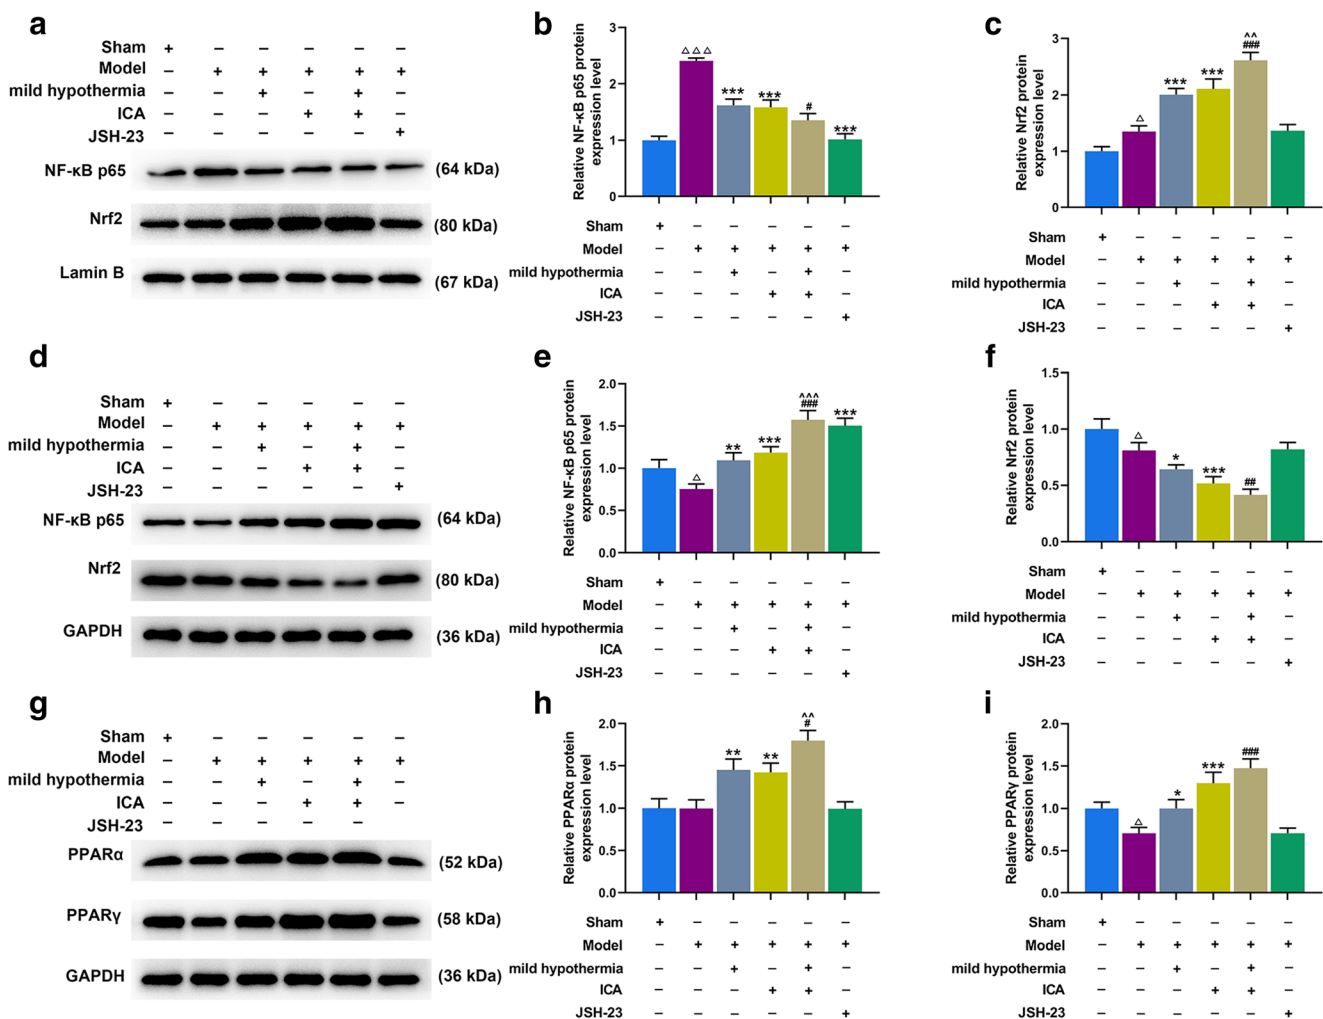 a
Sham + – – – – –
Model – + + + + +
mild hypothermia – – + – + –
ICA – – – + + –
JSH-23 – – – – – +
NF-κB p65 (64 kDa)
Nrf2 (80 kDa)
Lamin B (67 kDa)
b
Relative NF-κB p65 protein
expression level
3
2
1
0
△△△
***
***
#
***
Sham + – – – – –
Model – + + + + +
mild hypothermia – – + – + –
ICA – – – + + –
JSH-23 – – – – – +
c
Relative Nrf2 protein
expression level
3
2
1
0
△
***
***
^^
###
Sham + – – – – –
Model – + + + + +
mild hypothermia – – + – + –
ICA – – – + + –
JSH-23 – – – – – +
d
Sham + – – – – –
Model – + + + + +
mild hypothermia – – + – + –
ICA – – – + + –
JSH-23 – – – – – +
NF-κB p65 (64 kDa)
Nrf2 (80 kDa)
GAPDH (36 kDa)
e
Relative NF-κB p65 protein
expression level
2.0
1.5
1.0
0.5
0.0
△
**
***
^^^
###
***
Sham + – – – – –
Model – + + + + +
mild hypothermia – – + – + –
ICA – – – + + –
JSH-23 – – – – – +
f
Relative Nrf2 protein
expression level
1.5
1.0
0.5
0.0
△
*
***
##
Sham + – – – – –
Model – + + + + +
mild hypothermia – – + – + –
ICA – – – + + –
JSH-23 – – – – – +
g
Sham + – – – – –
Model – + + + + +
mild hypothermia – – + – + –
ICA – – – + + –
JSH-23 – – – – –
PPARα (52 kDa)
PPARγ (58 kDa)
GAPDH (36 kDa)
h
Relative PPARα protein
expression level
2.0
1.5
1.0
0.5
0.0
**
**
^^
#
Sham + – – – – –
Model – + + + + +
mild hypothermia – – + – + –
ICA – – – + + –
JSH-23 – – – – – +
i
Relative PPARγ protein
expression level
2.0
1.5
1.0
0.5
0.0
△
*
***
###
Sham + – – – – –
Model – + + + + +
mild hypothermia – – + – + –
ICA – – – + + –
JSH-23 – – – – – +